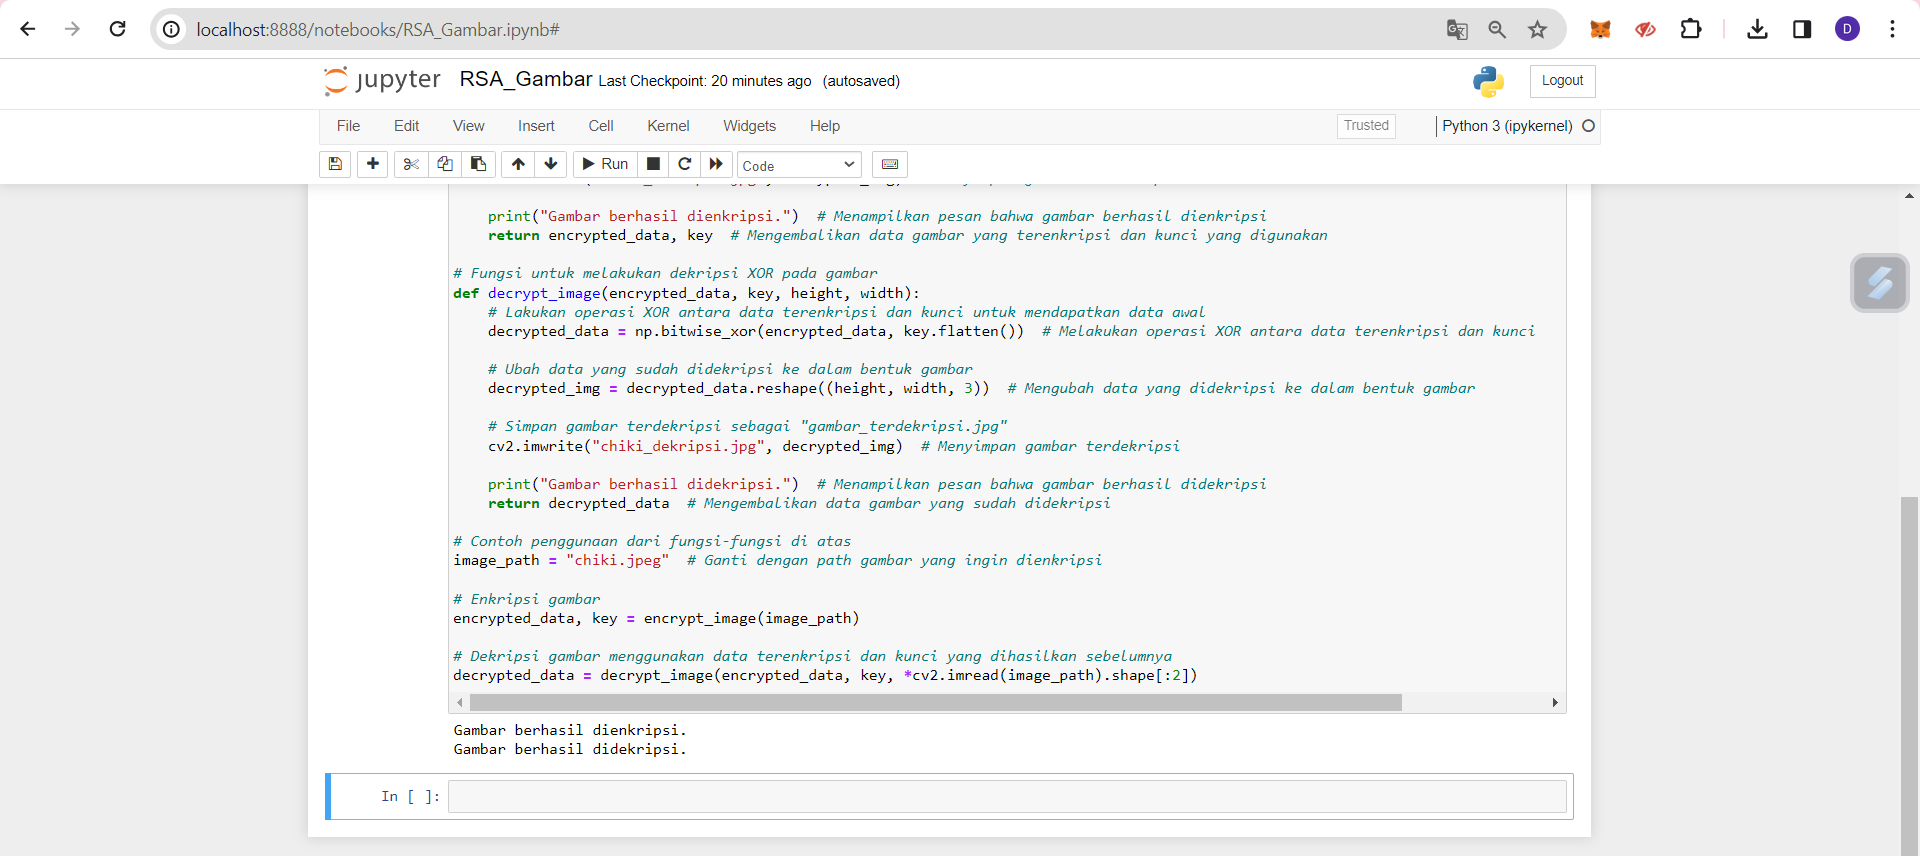 localhost:8888/notebooks/RSA_Gambar.ipynb#
D
jupyter RSA_Gambar Last Checkpoint: 20 minutes ago (autosaved)
Logout
File Edit View Insert Cell Kernel Widgets Help
Trusted
Python 3 (ipykernel)
Run
Code
print("Gambar berhasil dienkripsi.")  # Menampilkan pesan bahwa gambar berhasil dienkripsi
return encrypted_data, key  # Mengembalikan data gambar yang terenkripsi dan kunci yang digunakan
# Fungsi untuk melakukan dekripsi XOR pada gambar
def decrypt_image(encrypted_data, key, height, width):
# Lakukan operasi XOR antara data terenkripsi dan kunci untuk mendapatkan data awal
decrypted_data = np.bitwise_xor(encrypted_data, key.flatten())  # Melakukan operasi XOR antara data terenkripsi dan kunci
# Ubah data yang sudah didekripsi ke dalam bentuk gambar
decrypted_img = decrypted_data.reshape((height, width, 3))  # Mengubah data yang didekripsi ke dalam bentuk gambar
# Simpan gambar terdekripsi sebagai "gambar_terdekripsi.jpg"
cv2.imwrite("chiki_dekripsi.jpg", decrypted_img)  # Menyimpan gambar terdekripsi
print("Gambar berhasil didekripsi.")  # Menampilkan pesan bahwa gambar berhasil didekripsi
return decrypted_data  # Mengembalikan data gambar yang sudah didekripsi
# Contoh penggunaan dari fungsi-fungsi di atas
image_path = "chiki.jpeg"  # Ganti dengan path gambar yang ingin dienkripsi
# Enkripsi gambar
encrypted_data, key = encrypt_image(image_path)
# Dekripsi gambar menggunakan data terenkripsi dan kunci yang dihasilkan sebelumnya
decrypted_data = decrypt_image(encrypted_data, key, *cv2.imread(image_path).shape[:2])
Gambar berhasil dienkripsi.
Gambar berhasil didekripsi.
In [ ]: